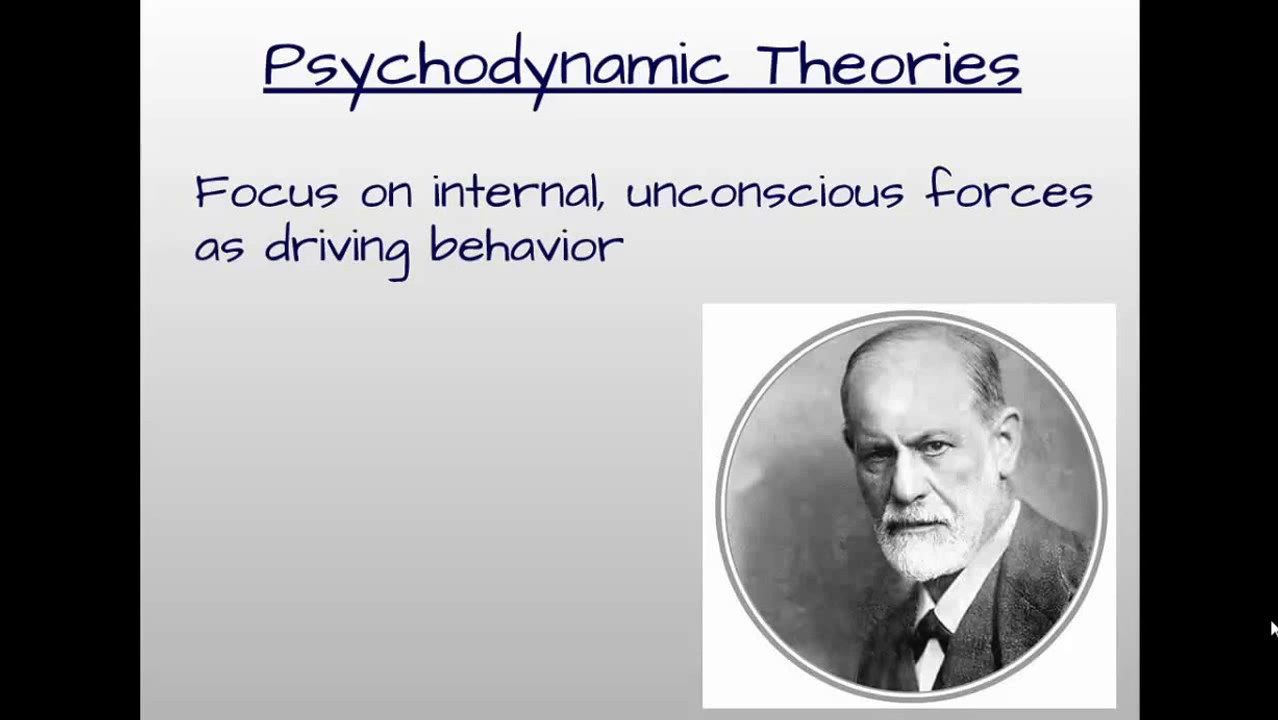 Psychodynamic Theories
Focus on internal, unconscious forces
as driving behavior